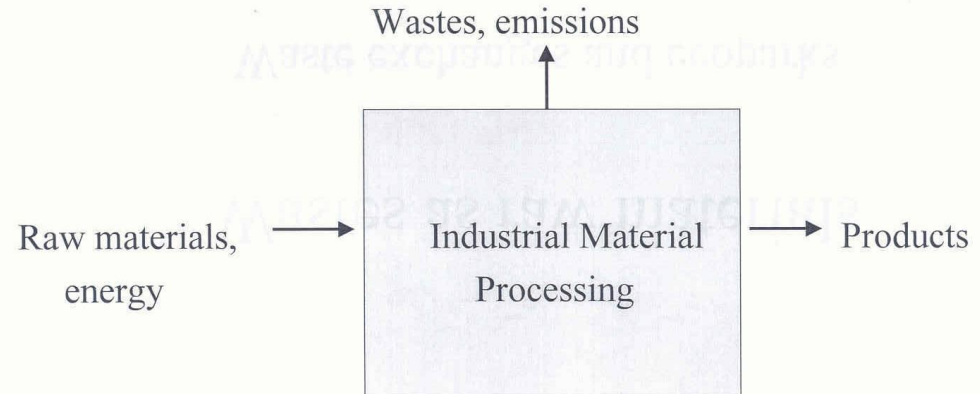 Wastes, emissions
Raw materials,
energy
Industrial Material
Processing
Products